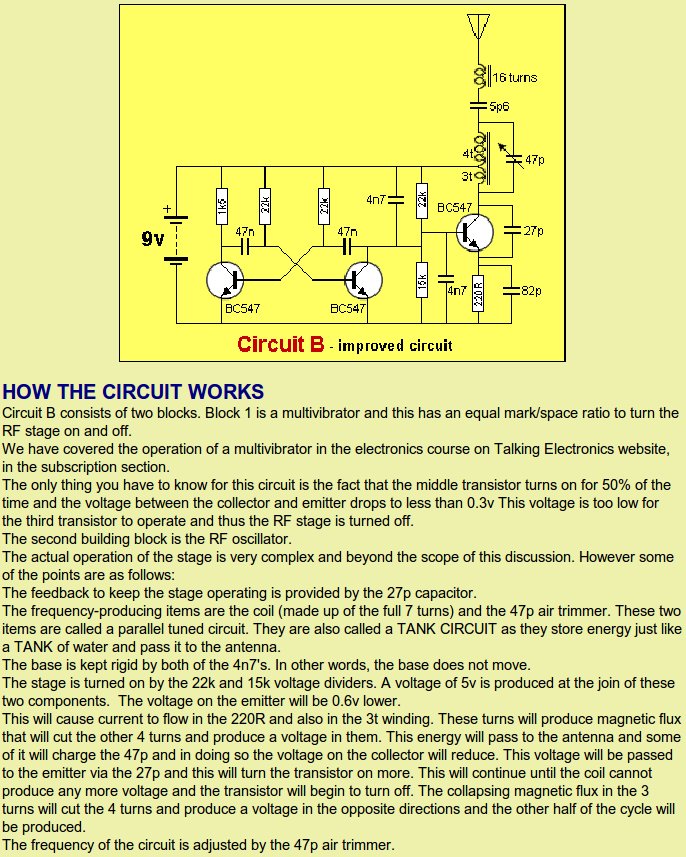 16 turns
5p6
4t
47p
3t
+
9v
1k5
22k
22k
4n7
22k
BC547
47n
47n
27p
15k
4n7
220R
82p
BC547
BC547
Circuit B - improved circuit
HOW THE CIRCUIT WORKS
Circuit B consists of two blocks. Block 1 is a multivibrator and this has an equal mark/space ratio to turn the
RF stage on and off.
We have covered the operation of a multivibrator in the electronics course on Talking Electronics website,
in the subscription section.
The only thing you have to know for this circuit is the fact that the middle transistor turns on for 50% of the
time and the voltage between the collector and emitter drops to less than 0.3v This voltage is too low for
the third transistor to operate and thus the RF stage is turned off.
The second building block is the RF oscillator.
The actual operation of the stage is very complex and beyond the scope of this discussion. However some
of the points are as follows:
The feedback to keep the stage operating is provided by the 27p capacitor.
The frequency-producing items are the coil (made up of the full 7 turns) and the 47p air trimmer. These two
items are called a parallel tuned circuit. They are also called a TANK CIRCUIT as they store energy just like
a TANK of water and pass it to the antenna.
The base is kept rigid by both of the 4n7's. In other words, the base does not move.
The stage is turned on by the 22k and 15k voltage dividers. A voltage of 5v is produced at the join of these
two components.  The voltage on the emitter will be 0.6v lower.
This will cause current to flow in the 220R and also in the 3t winding. These turns will produce magnetic flux
that will cut the other 4 turns and produce a voltage in them. This energy will pass to the antenna and some
of it will charge the 47p and in doing so the voltage on the collector will reduce. This voltage will be passed
to the emitter via the 27p and this will turn the transistor on more. This will continue until the coil cannot
produce any more voltage and the transistor will begin to turn off. The collapsing magnetic flux in the 3
turns will cut the 4 turns and produce a voltage in the opposite directions and the other half of the cycle will
be produced.
The frequency of the circuit is adjusted by the 47p air trimmer.